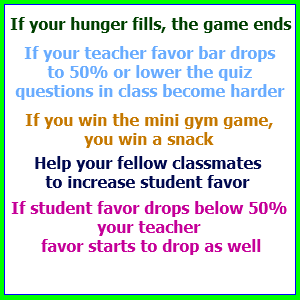 If your hunger fills, the game ends
If your teacher favor bar drops
to 50% or lower the quiz
questions in class become harder
If you win the mini gym game,
you win a snack
Help your fellow classmates
to increase student favor
If student favor drops below 50%
your teacher
favor starts to drop as well